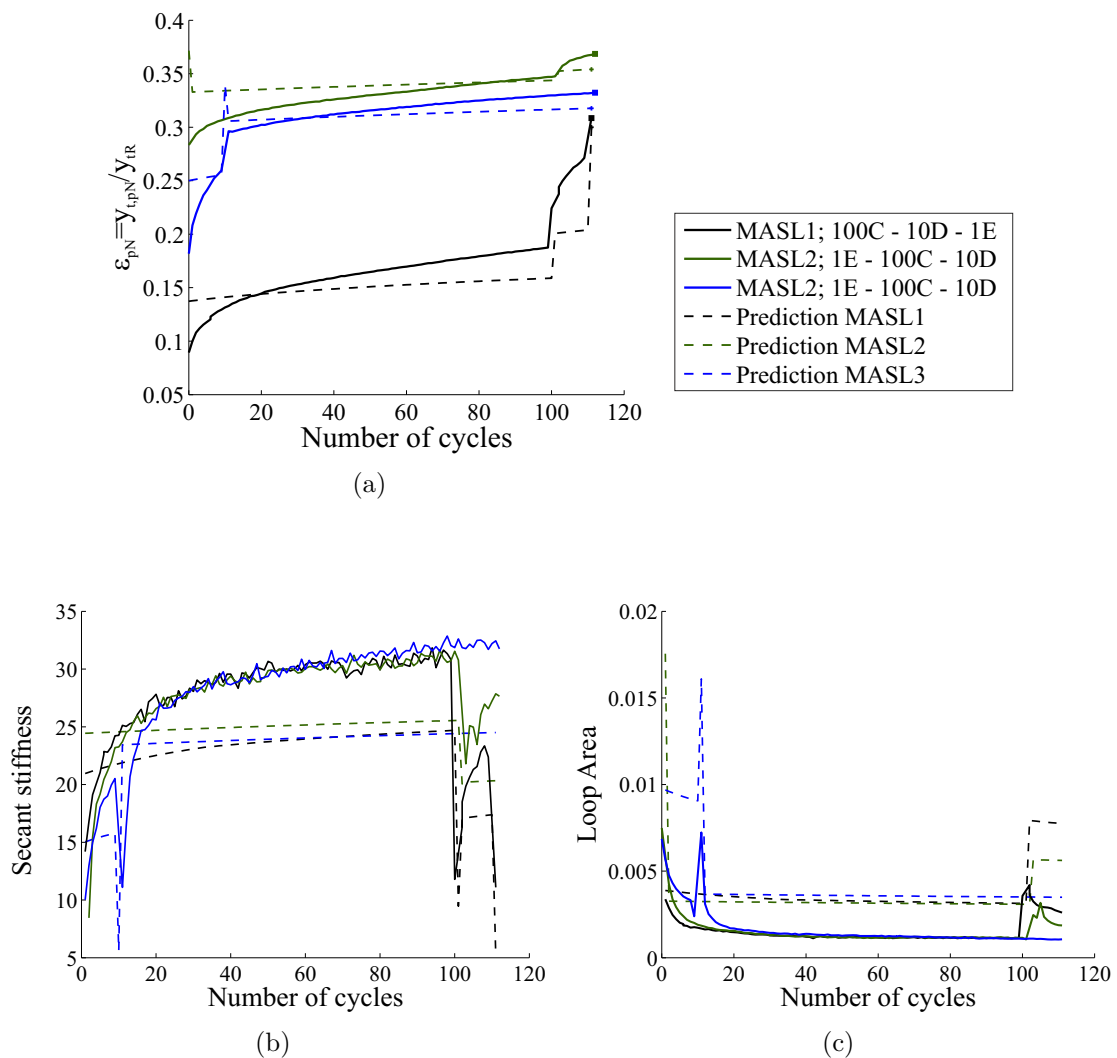 0.4
0.35
0.3
0.25
0.2
0.15
0.1
0.05
ε_pN=y_t,pN/y_tR
0 20 40 60 80 100 120
Number of cycles
(a)
MASL1; 100C - 10D - 1E
MASL2; 1E - 100C - 10D
MASL2; 1E - 100C - 10D
Prediction MASL1
Prediction MASL2
Prediction MASL3
35
30
25
20
15
10
5
Secant stiffness
0 20 40 60 80 100 120
Number of cycles
(b)
0.02
0.015
0.01
0.005
0
Loop Area
0 20 40 60 80 100 120
Number of cycles
(c)